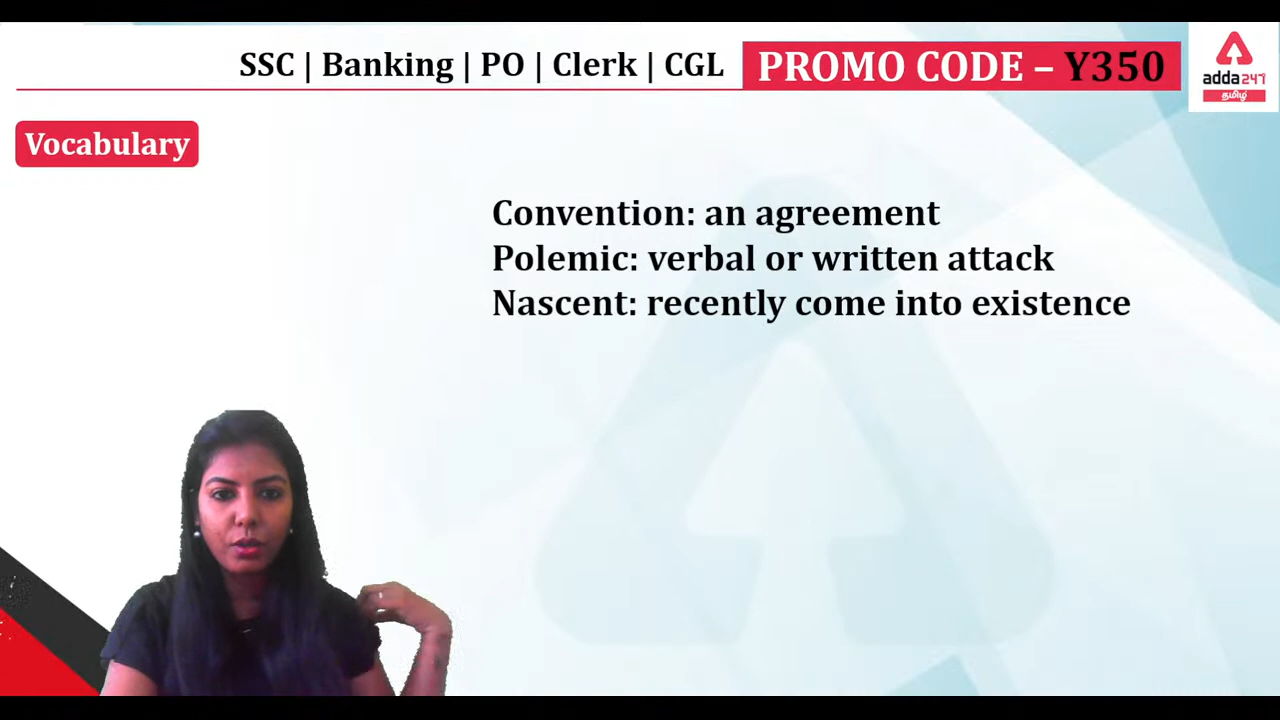 SSC | Banking | PO | Clerk | CGL PROMO CODE – Y350
adda247
தமிழ்
Vocabulary
Convention: an agreement
Polemic: verbal or written attack
Nascent: recently come into existence